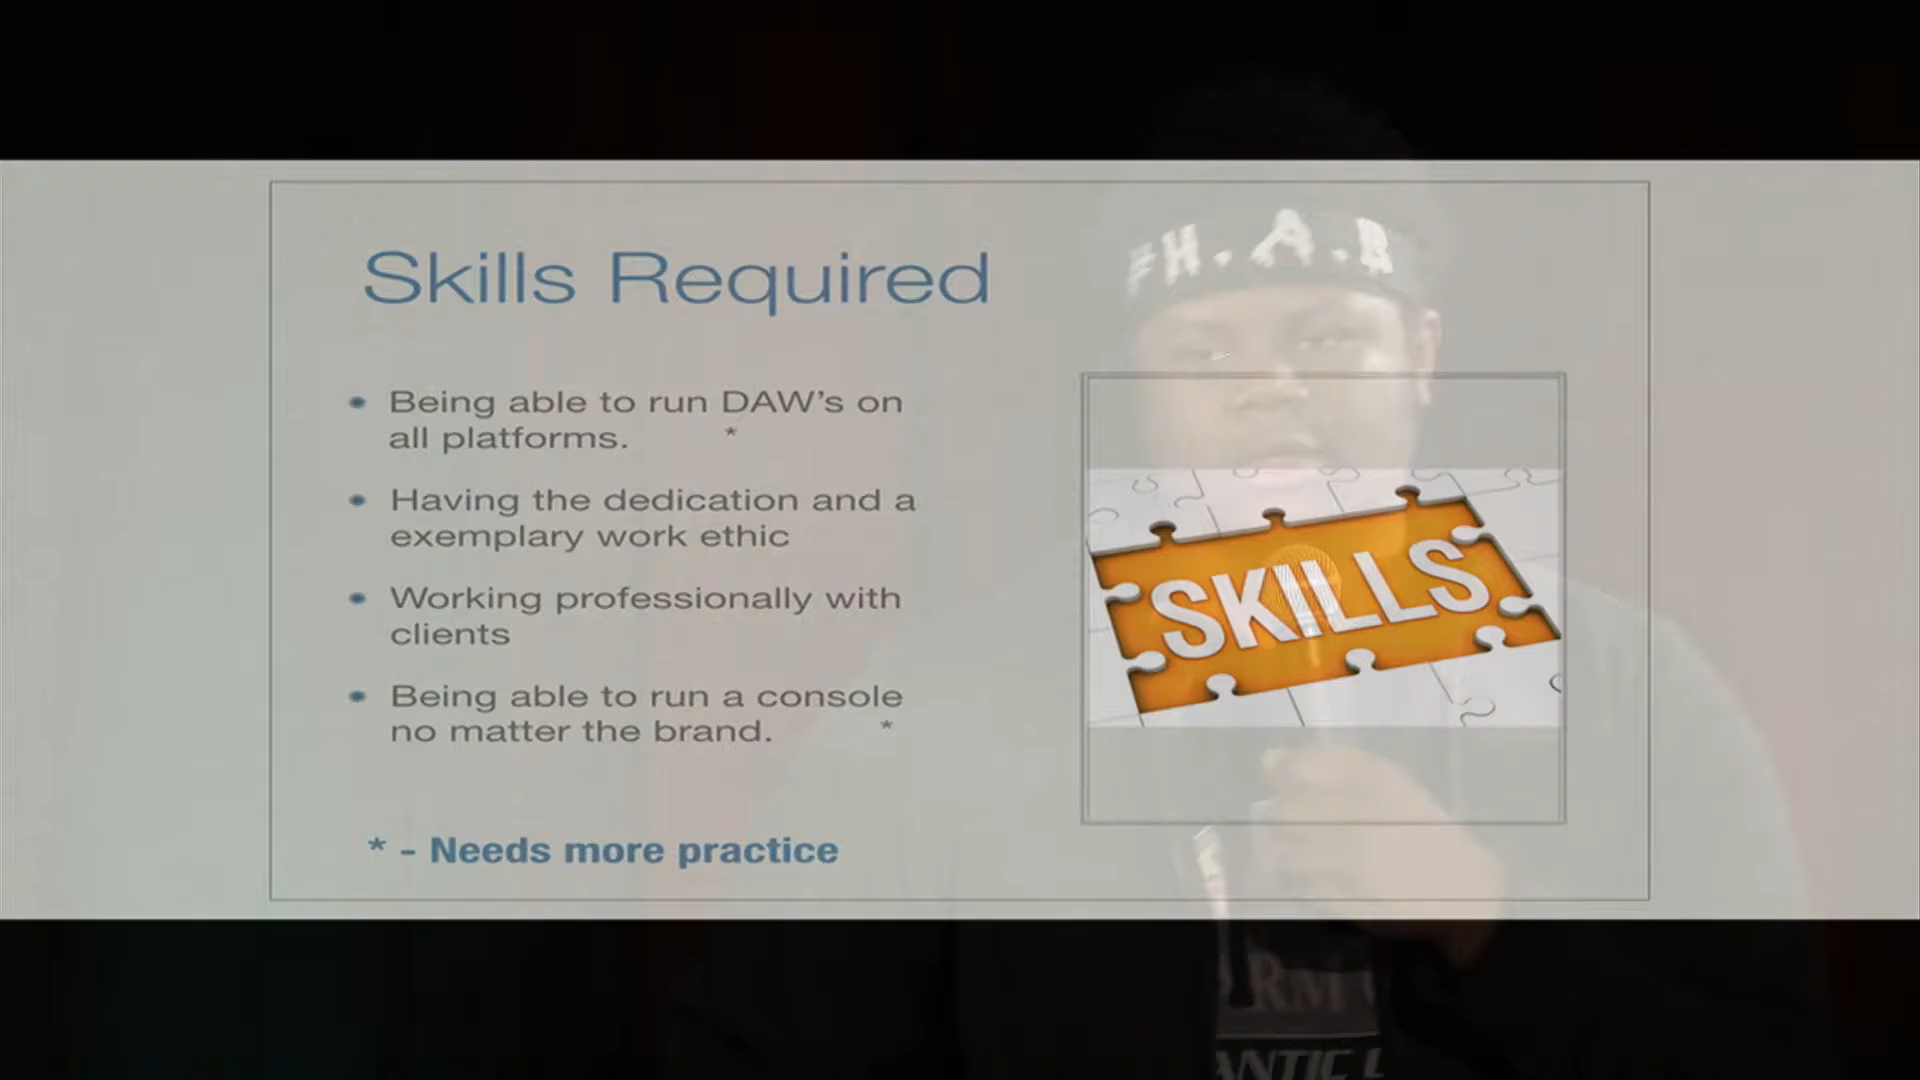 Skills Required
#H.A.B
Being able to run DAW's on
all platforms. *
Having the dedication and a
exemplary work ethic
Working professionally with
clients
Being able to run a console
no matter the brand. *
* - Needs more practice
SKILLS